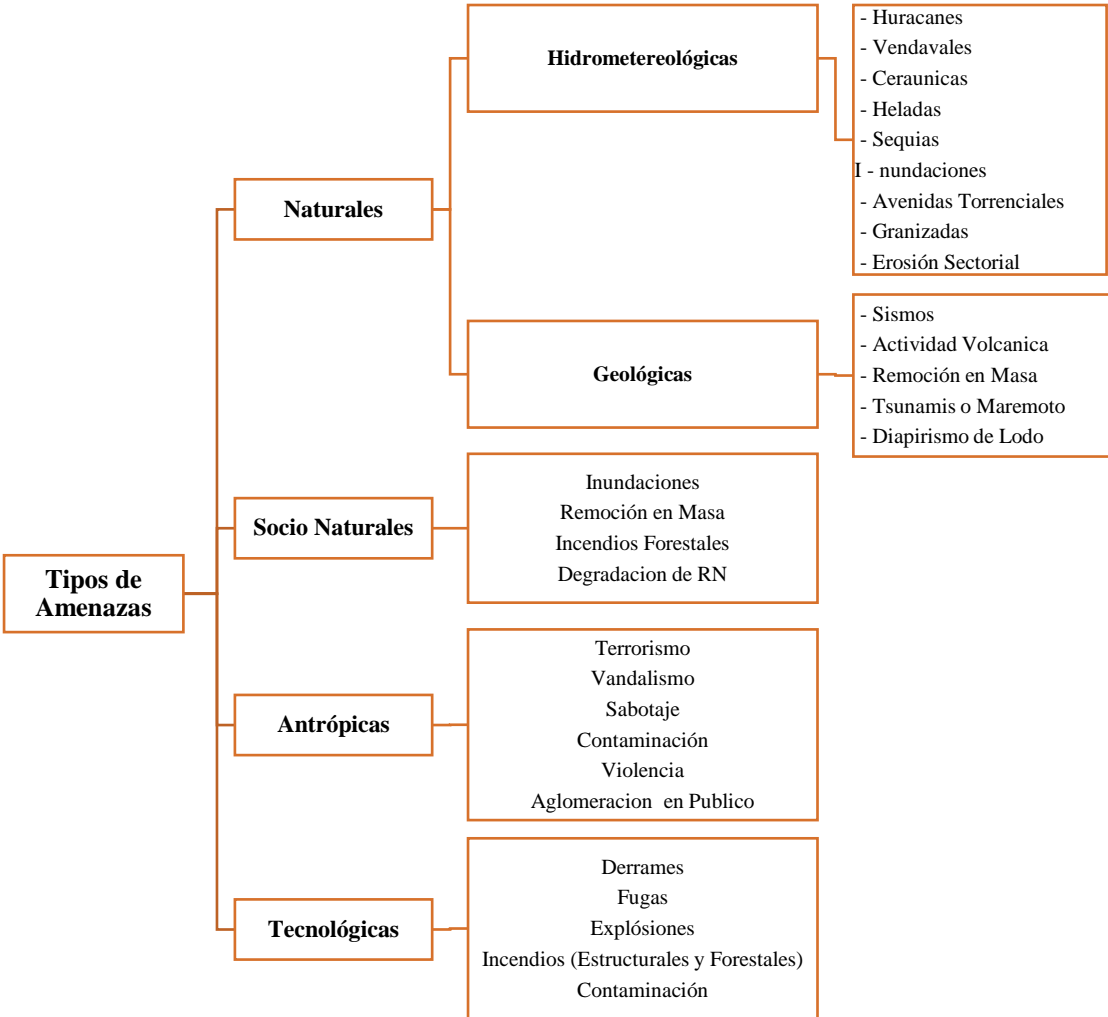 Tipos de
Amenazas
Naturales
Hidrometereológicas
- Huracanes
- Vendavales
- Ceraunicas
- Heladas
- Sequias
I - nundaciones
- Avenidas Torrenciales
- Granizadas
- Erosión Sectorial
Geológicas
- Sismos
- Actividad Volcanica
- Remoción en Masa
- Tsunamis o Maremoto
- Diapirismo de Lodo
Socio Naturales
Inundaciones
Remoción en Masa
Incendios Forestales
Degradacion de RN
Antrópicas
Terrorismo
Vandalismo
Sabotaje
Contaminación
Violencia
Aglomeracion  en Publico
Tecnológicas
Derrames
Fugas
Explósiones
Incendios (Estructurales y Forestales)
Contaminación